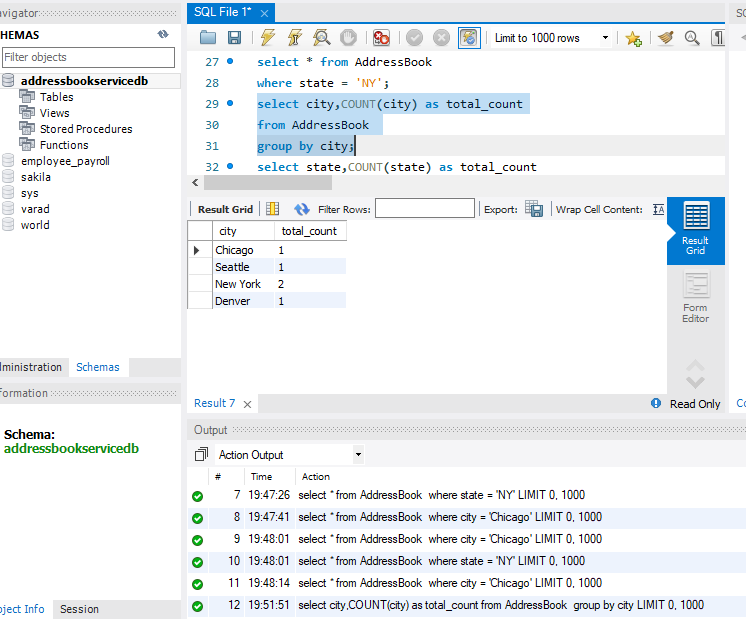 avigator
HEMAS
Filter objects
addressbookservicedb
Tables
Views
Stored Procedures
Functions
employee_payroll
sakila
sys
varad
world
dministration Schemas
formation
Schema:
addressbookservicedb
bject Info Session
SQL File 1* ×
Limit to 1000 rows
27 select * from AddressBook
28 where state = 'NY';
29 select city,COUNT(city) as total_count
30 from AddressBook
31 group by city;
32 select state,COUNT(state) as total_count
Result Grid Filter Rows: Export: Wrap Cell Content: IA
city total_count
Chicago 1
Seattle 1
New York 2
Denver 1
Result
Grid
Form
Editor
Result 7 × Read Only
Output
Action Output
# Time Action
7 19:47:26 select * from AddressBook where state = 'NY' LIMIT 0, 1000
8 19:47:41 select * from AddressBook where city = 'Chicago' LIMIT 0, 1000
9 19:48:01 select * from AddressBook where city = 'Chicago' LIMIT 0, 1000
10 19:48:01 select * from AddressBook where state = 'NY' LIMIT 0, 1000
11 19:48:14 select * from AddressBook where city = 'Chicago' LIMIT 0, 1000
12 19:51:51 select city,COUNT(city) as total_count from AddressBook group by city LIMIT 0, 1000
SQ
Co